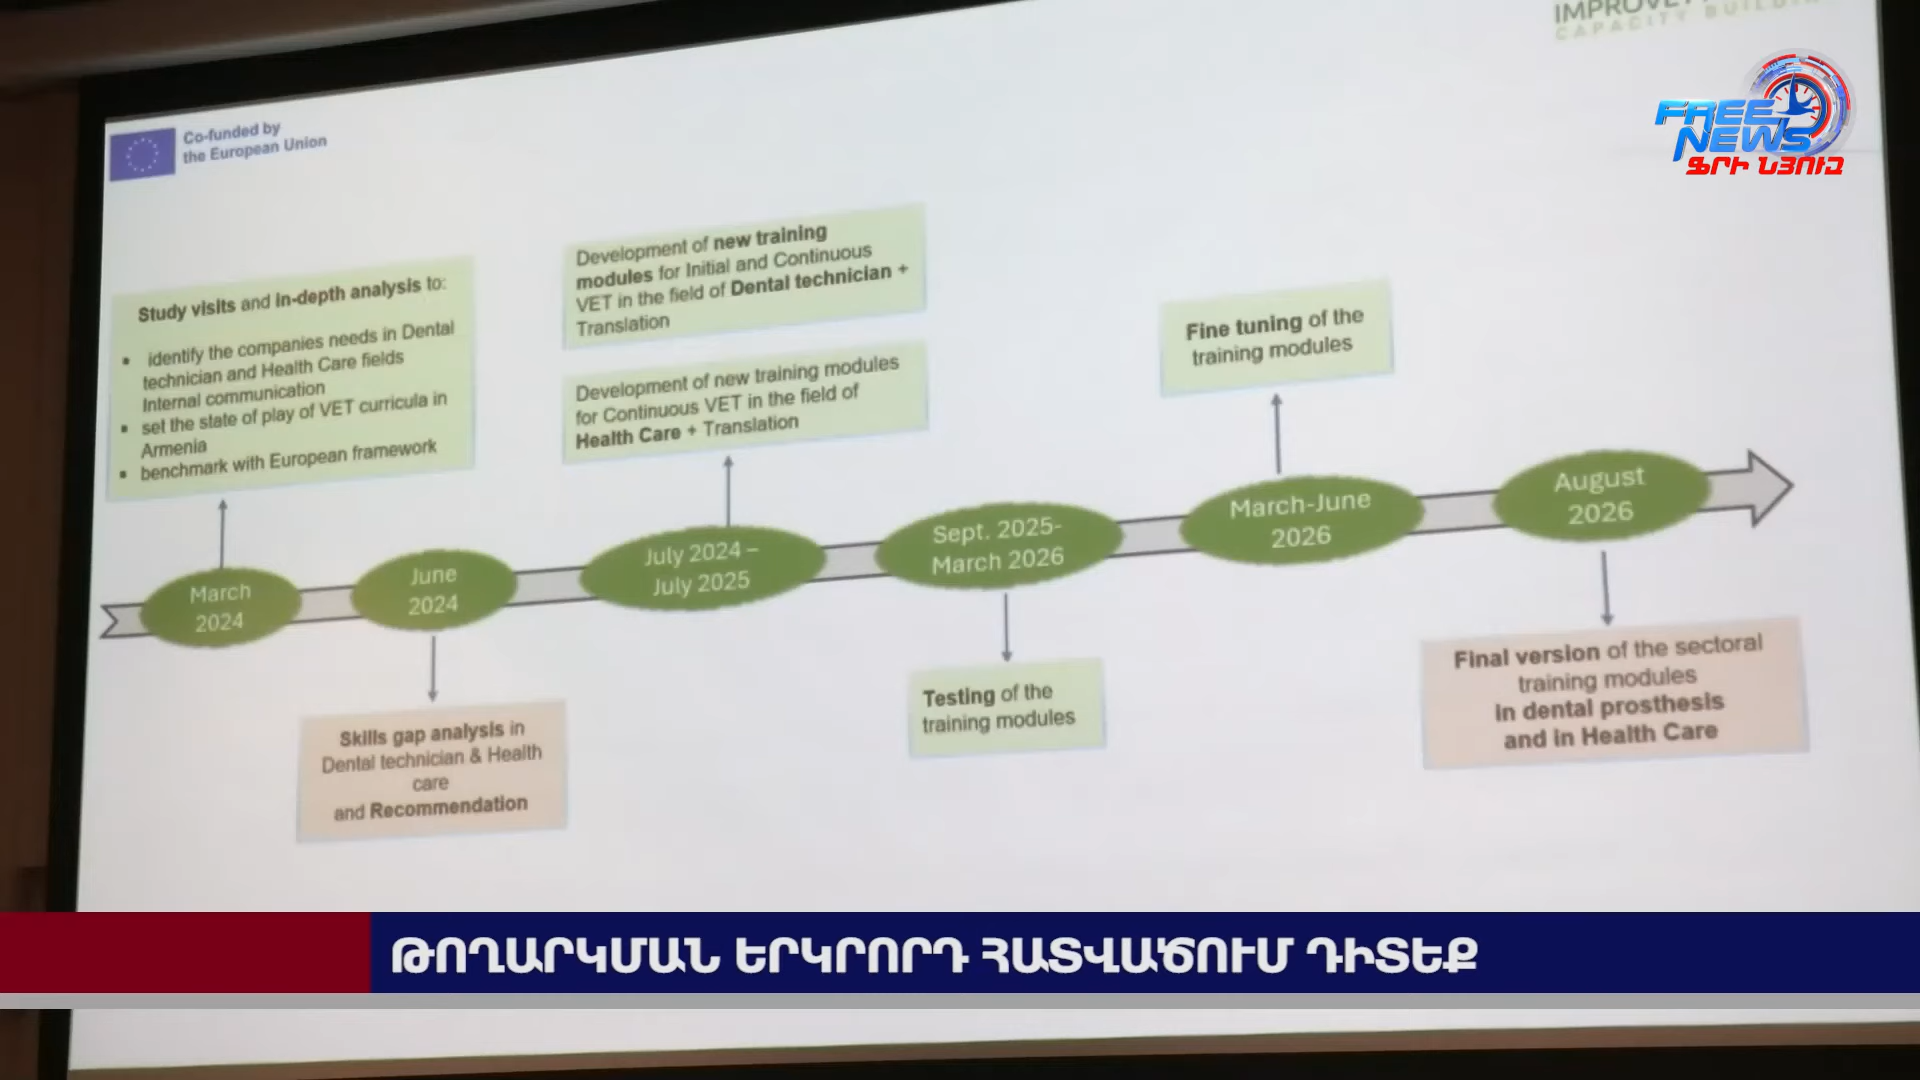 CAPACITY
FREE
NEWS
ՖՐԻ ՆՅՈՒԶ
Co-funded by
the European Union
Study visits and in-depth analysis to:
• identify the companies needs in Dental
technician and Health Care fields
Internal communication
• set the state of play of VET curricula in
Armenia
• benchmark with European framework
Development of new training
modules for Initial and Continuous
VET in the field of Dental technician +
Translation
Development of new training modules
for Continuous VET in the field of
Health Care + Translation
Fine tuning of the
training modules
March
2024
June
2024
July 2024 –
July 2025
Sept. 2025-
March 2026
March-June
2026
August
2026
Skills gap analysis in
Dental technician & Health
care
and Recommendation
Testing of the
training modules
Final version of the sectoral
training modules
in dental prosthesis
and in Health Care
ԹՈՂԱՐԿՄԱՆ ԵՐԿՐՈՐԴ ՀԱՏՎԱԾՈՒՄ ԴԻՏԵՔ